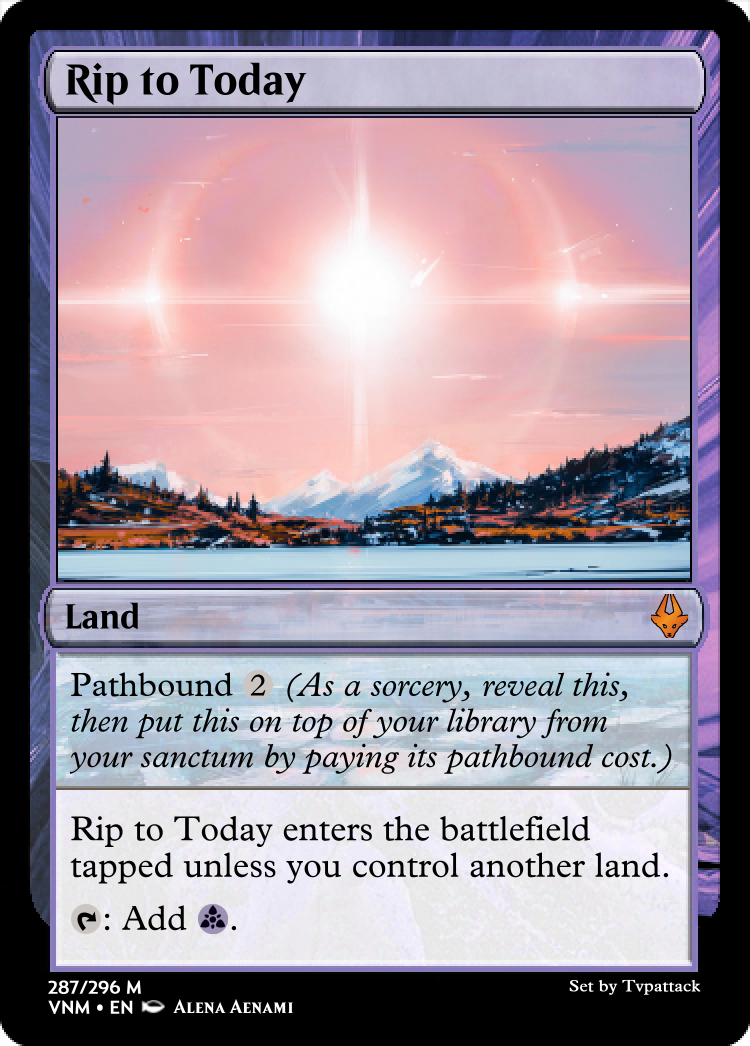 Rip to Today
Land
Pathbound 2 (As a sorcery, reveal this,
then put this on top of your library from
your sanctum by paying its pathbound cost.)
Rip to Today enters the battlefield
tapped unless you control another land.
: Add .
287/296 M
VNM • EN ALENA AENAMI
Set by Tvpattack